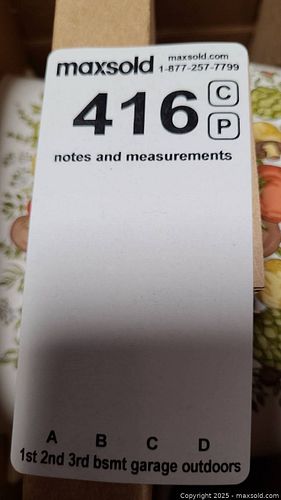 maxsold maxsold.com
1-877-257-7799
416 C
P
notes and measurements
A B C D
1st 2nd 3rd bsmt garage outdoors
Copyright 2025 - maxsold.com